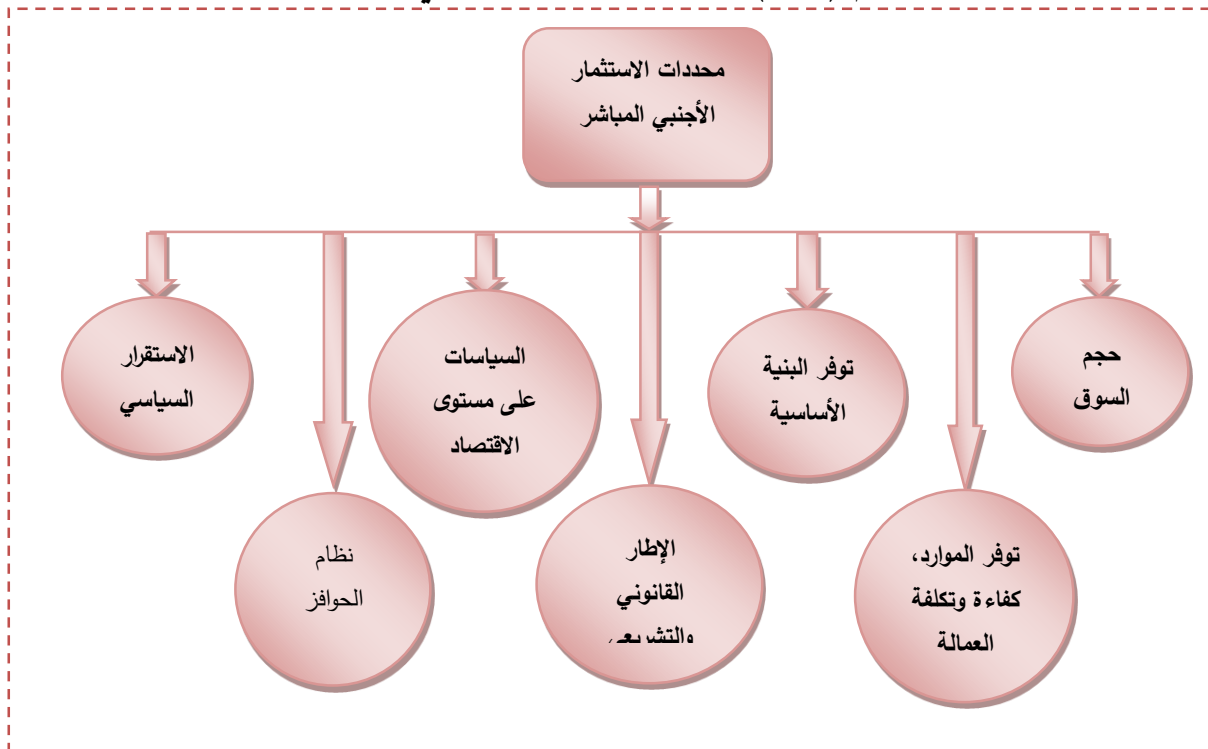 محددات الاستثمار
الأجنبي المباشر
حجم
السوق
توفر البنية
الأساسية
السياسات
على مستوى
الاقتصاد
الاستقرار
السياسي
توفر الموارد،
كفاءة وتكلفة
العمالة
الإطار
القانوني
والتشريعي
نظام
الحوافز